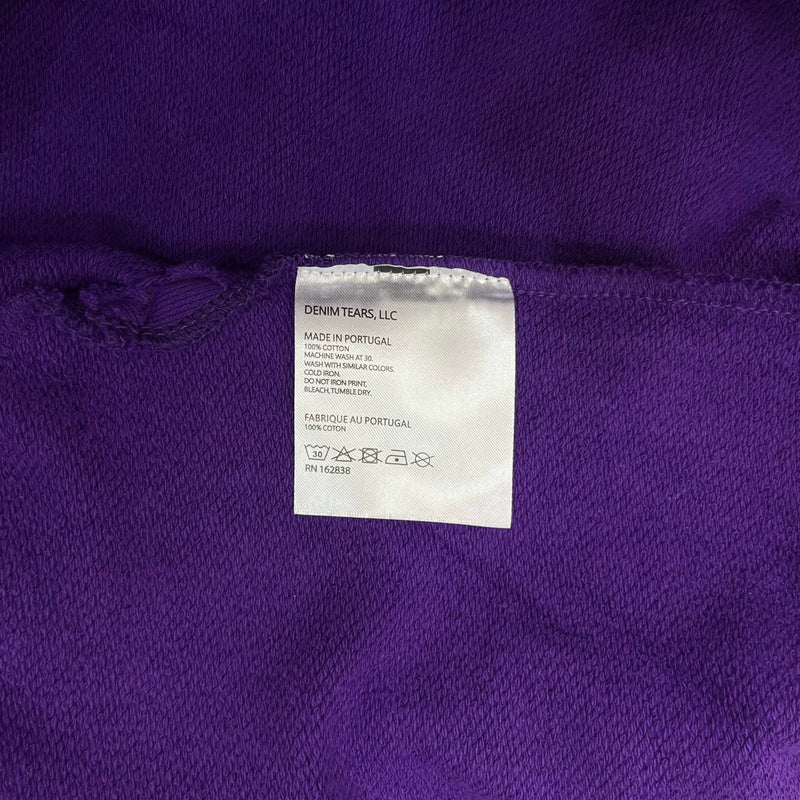 DENIM TEARS, LLC
MADE IN PORTUGAL
100% COTTON
MACHINE WASH AT 30.
WASH WITH SIMILAR COLORS.
COLD IRON.
DO NOT IRON PRINT,
BLEACH, TUMBLE DRY.
FABRIQUE AU PORTUGAL
100% COTON
30
RN 162838